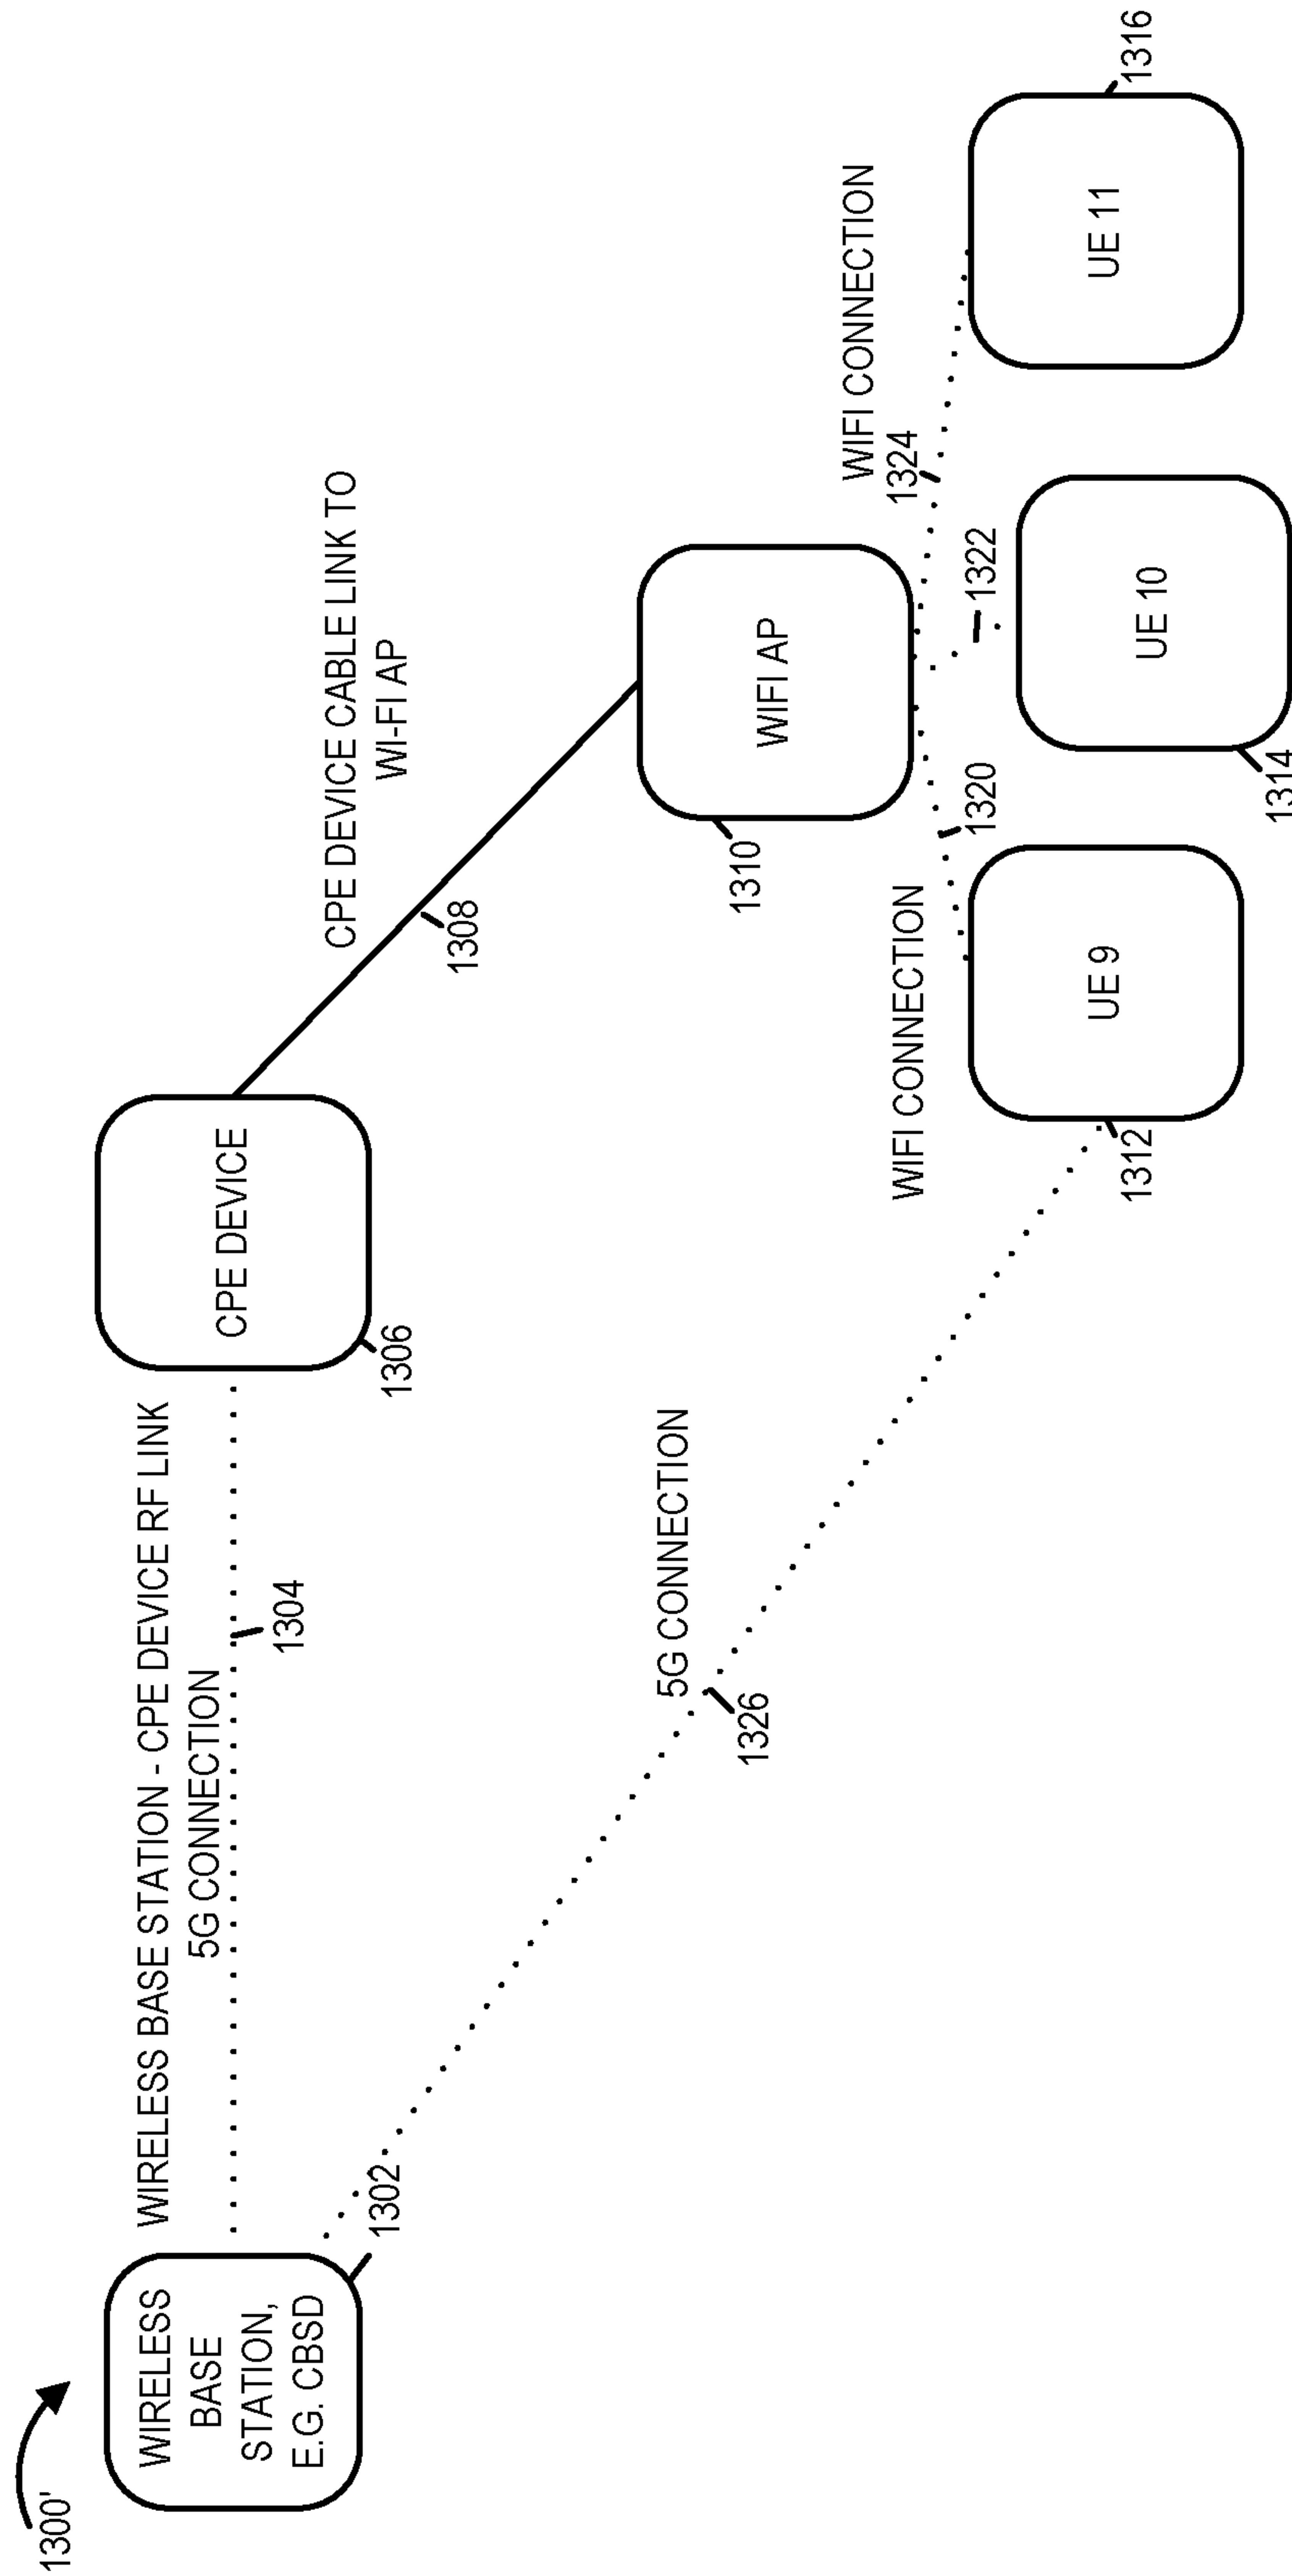 1300'
WIRELESS
BASE
STATION,
E.G. CBSD
1302
WIRELESS BASE STATION - CPE DEVICE RF LINK
5G CONNECTION
1304
CPE DEVICE
1306
CPE DEVICE CABLE LINK TO
WI-FI AP
1308
5G CONNECTION
1326
WIFI AP
1310
WIFI CONNECTION
1320
1322
WIFI CONNECTION
1324
UE 9
1312
UE 10
1314
UE 11
1316